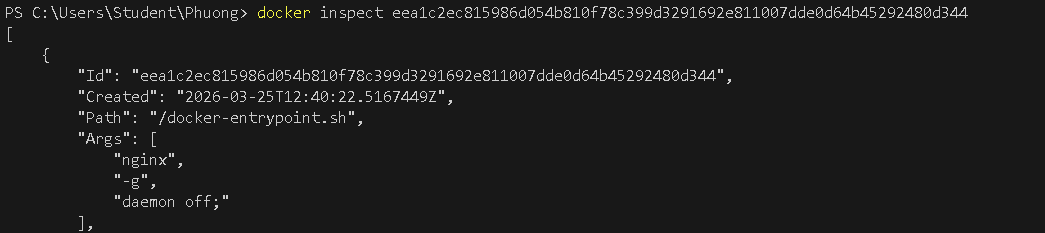 PS C:\Users\Student\Phuong> docker inspect eea1c2ec815986d054b810f78c399d3291692e811007dde0d64b45292480d344
[
    {
        "Id": "eea1c2ec815986d054b810f78c399d3291692e811007dde0d64b45292480d344",
        "Created": "2026-03-25T12:40:22.5167449Z",
        "Path": "/docker-entrypoint.sh",
        "Args": [
            "nginx",
            "-g",
            "daemon off;"
        ],